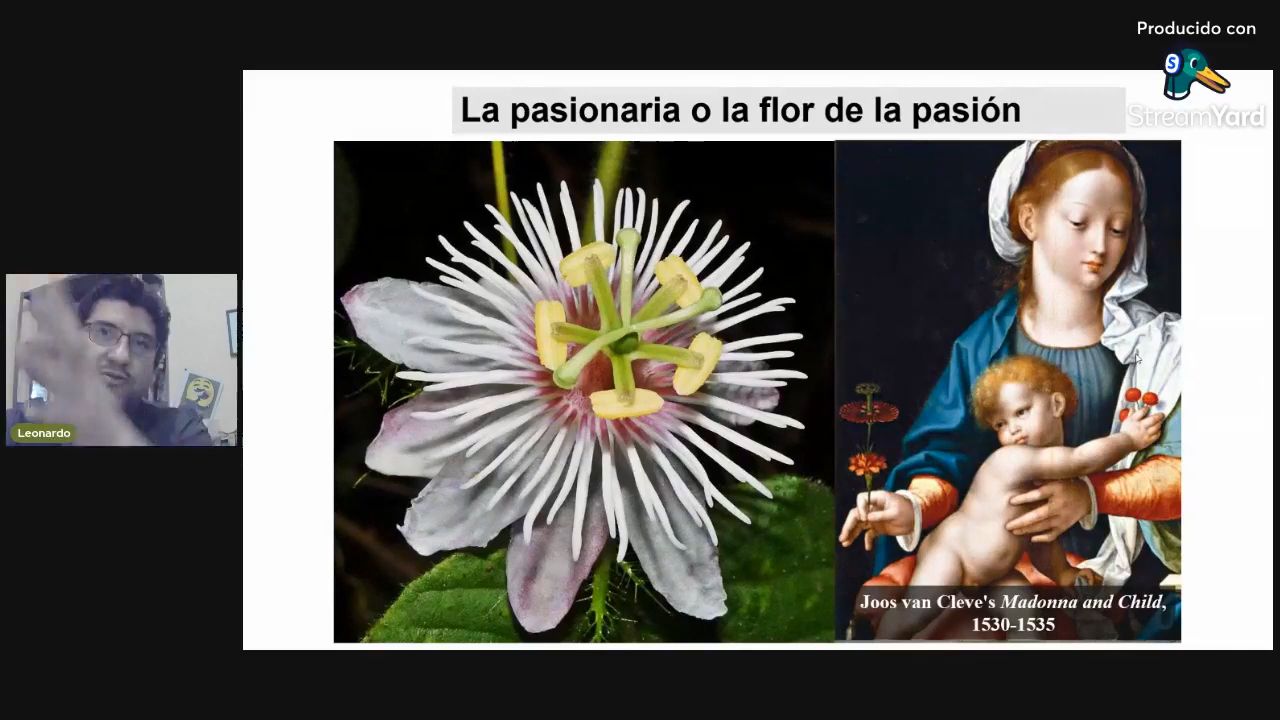 Producido con
S
StreamYard
La pasionaria o la flor de la pasión
Leonardo
Joos van Cleve's Madonna and Child,
1530-1535